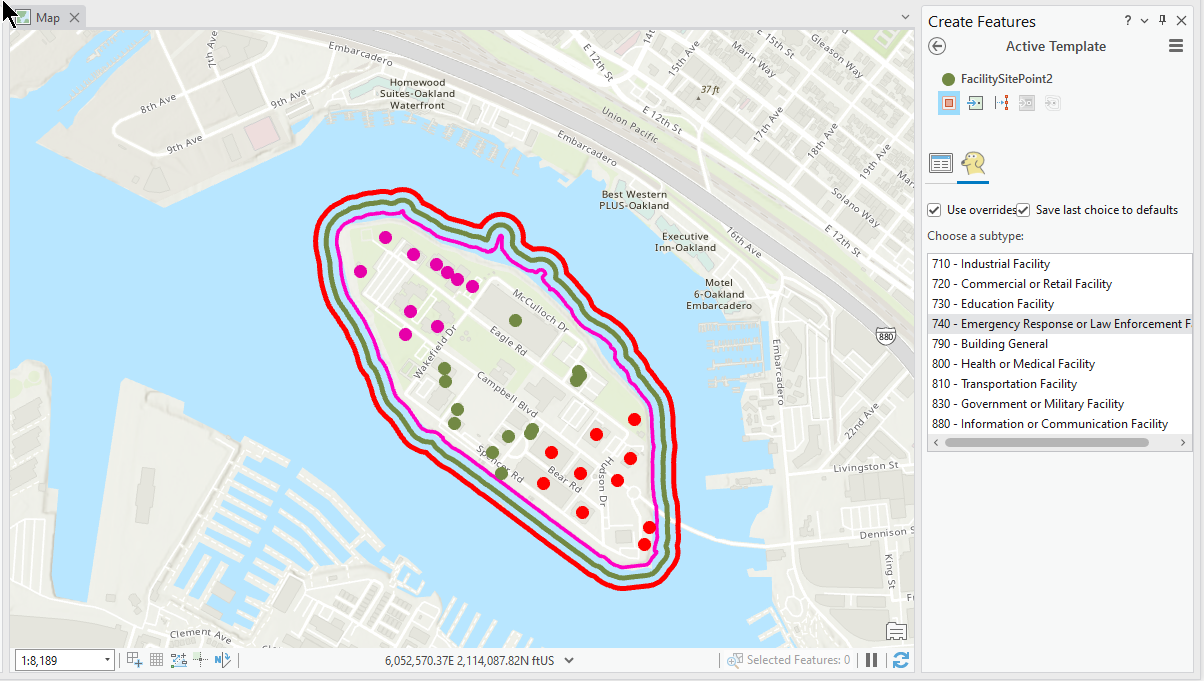 Map
Create Features
?
Active Template
FacilitySitePoint2
Use overrides
Save last choice to defaults
Choose a subtype:
710 - Industrial Facility
720 - Commercial or Retail Facility
730 - Education Facility
740 - Emergency Response or Law Enforcement F
790 - Building General
800 - Health or Medical Facility
810 - Transportation Facility
830 - Government or Military Facility
880 - Information or Communication Facility
7th Ave
Embarcadero
E 12th St
14t
15th Ave
Marin Way
E 15th St
Gleason Way
8th Ave
9th Ave
9th Ave
Homewood
Suites-Oakland
Waterfront
37 ft
Union Pacific
E 12th St
17th Ave
18th Ave
19th Ave
Mar
Embarcadero
Solano Way
E 12th St
Best Western
PLUS-Oakland
16th Ave
Executive
Inn-Oakland
Motel
6-Oakland
Embarcadero
880
McCulloch Dr
Eagle Rd
Wakefield Dr
Campbell Blvd
Embarcadero
22nd Ave
Spencer Rd
Bear Rd
Hudson Dr
Livingston St
Dennison S
King St
F
Clement Ave
1:8,189
N
6,052,570.37E 2,114,087.82N ftUS
Selected Features: 0